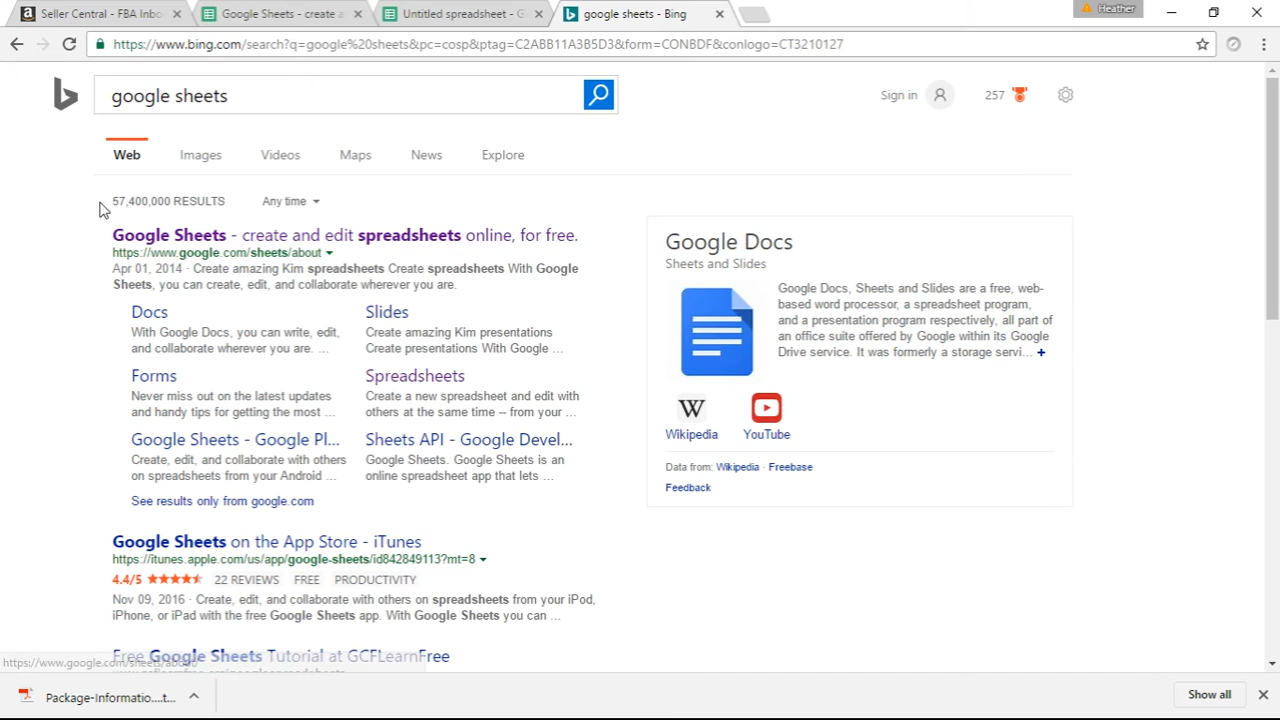 Seller Central - FBA Inbo
Google Sheets - create a
Untitled spreadsheet - G
google sheets - Bing
Heather
https://www.bing.com/search?q=google%20sheets&pc=cosp&ptag=C2ABB11A3B5D3&form=CONBDF&conlogo=CT3210127
google sheets
Sign in
257
Web
Images
Videos
Maps
News
Explore
57,400,000 RESULTS
Any time
Google Sheets - create and edit spreadsheets online, for free.
https://www.google.com/sheets/about
Apr 01, 2014 · Create amazing Kim spreadsheets Create spreadsheets With Google
Sheets, you can create, edit, and collaborate wherever you are.
Docs
With Google Docs, you can write, edit,
and collaborate wherever you are. ...
Slides
Create amazing Kim presentations
Create presentations With Google ...
Forms
Never miss out on the latest updates
and handy tips for getting the most ...
Spreadsheets
Create a new spreadsheet and edit with
others at the same time -- from your ...
Google Sheets - Google Pl...
Create, edit, and collaborate with others
on spreadsheets from your Android ...
Sheets API - Google Devel...
Google Sheets. Google Sheets is an
online spreadsheet app that lets ...
See results only from google.com
Google Sheets on the App Store - iTunes
https://itunes.apple.com/us/app/google-sheets/id842849113?mt=8
4.4/5 22 REVIEWS FREE PRODUCTIVITY
Nov 09, 2016 · Create, edit, and collaborate with others on spreadsheets from your iPod,
iPhone, or iPad with the free Google Sheets app. With Google Sheets you can ...
Free Google Sheets Tutorial at GCFLearnFree
Google Docs
Sheets and Slides
Google Docs, Sheets and Slides are a free, web-
based word processor, a spreadsheet program,
and a presentation program respectively, all part of
an office suite offered by Google within its Google
Drive service. It was formerly a storage servi... +
W
Wikipedia
YouTube
Data from: Wikipedia · Freebase
Feedback
https://www.google.com/sheets/about/
Package-Informatio....t...
Show all